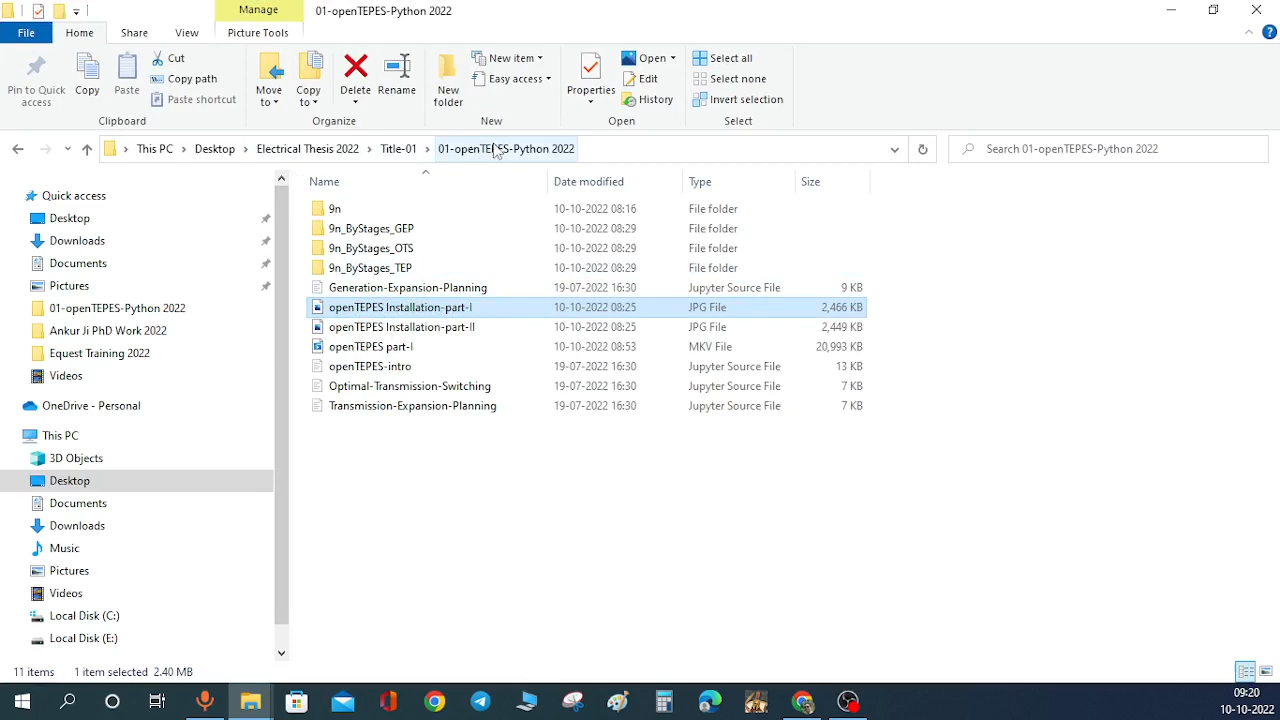 Manage
01-openTEPES-Python 2022
File
Home
Share
View
Picture Tools
Pin to Quick access
Copy
Paste
Cut
Copy path
Paste shortcut
Clipboard
Move to
Copy to
Delete
Rename
Organize
New folder
New item
Easy access
New
Properties
Open
Edit
History
Open
Select all
Select none
Invert selection
Select
This PC
Desktop
Electrical Thesis 2022
Title-01
01-openTEPES-Python 2022
Search 01-openTEPES-Python 2022
Quick access
Desktop
Downloads
Documents
Pictures
01-openTEPES-Python 2022
Ankur Ji PhD Work 2022
Equest Training 2022
Videos
OneDrive - Personal
This PC
3D Objects
Desktop
Documents
Downloads
Music
Pictures
Videos
Local Disk (C:)
Local Disk (E:)
Name Date modified Type Size
9n 10-10-2022 08:16 File folder
9n_ByStages_GEP 10-10-2022 08:29 File folder
9n_ByStages_OTS 10-10-2022 08:29 File folder
9n_ByStages_TEP 10-10-2022 08:29 File folder
Generation-Expansion-Planning 19-07-2022 16:30 Jupyter Source File 9 KB
openTEPES Installation-part-I 10-10-2022 08:25 JPG File 2,466 KB
openTEPES Installation-part-II 10-10-2022 08:25 JPG File 2,449 KB
openTEPES part-I 10-10-2022 08:53 MKV File 20,993 KB
openTEPES-intro 19-07-2022 16:30 Jupyter Source File 13 KB
Optimal-Transmission-Switching 19-07-2022 16:30 Jupyter Source File 7 KB
Transmission-Expansion-Planning 19-07-2022 16:30 Jupyter Source File 7 KB
11 items 1 item selected 2.40 MB
09:20
10-10-2022